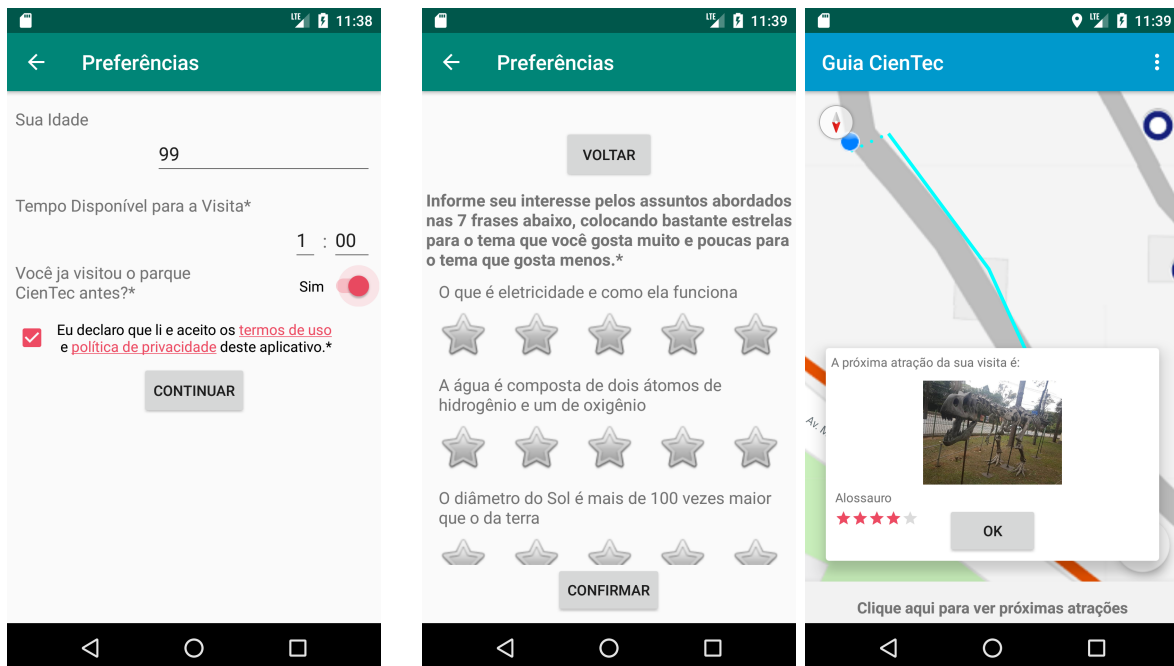 LTE 11:38
Preferências
Sua Idade
99
Tempo Disponível para a Visita*
1 : 00
Você ja visitou o parque
CienTec antes?*
Sim
Eu declaro que li e aceito os termos de uso
e política de privacidade deste aplicativo.*
CONTINUAR
LTE 11:39
Preferências
VOLTAR
Informe seu interesse pelos assuntos abordados
nas 7 frases abaixo, colocando bastante estrelas
para o tema que você gosta muito e poucas para
o tema que gosta menos.*
O que é eletricidade e como ela funciona
A água é composta de dois átomos de
hidrogênio e um de oxigênio
O diâmetro do Sol é mais de 100 vezes maior
que o da terra
CONFIRMAR
LTE 11:39
Guia CienTec
A próxima atração da sua visita é:
Av.
Alossauro
OK
Clique aqui para ver próximas atrações